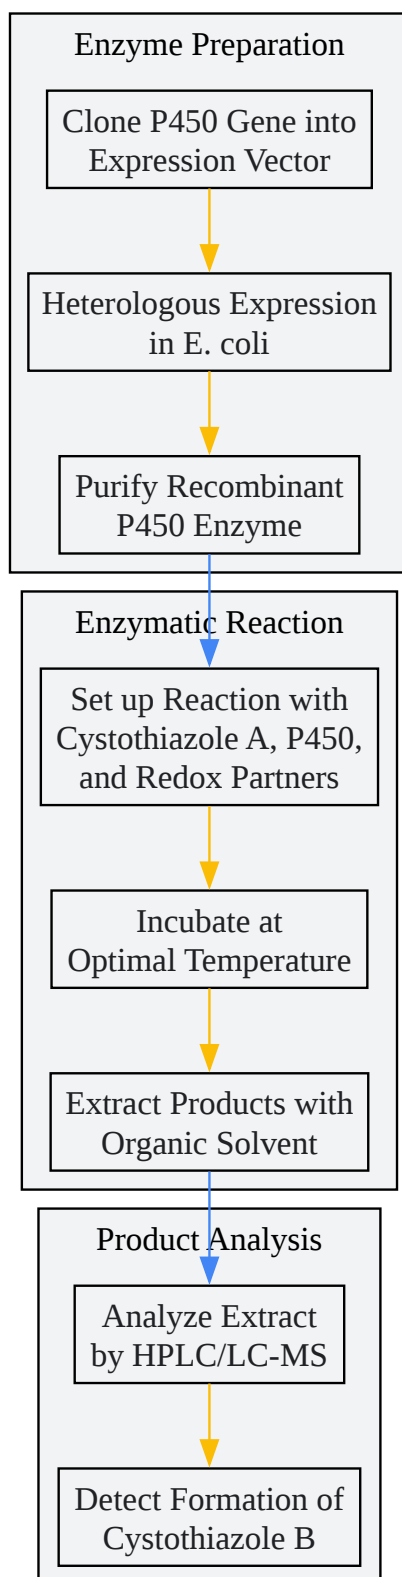 Enzyme Preparation
Clone P450 Gene into
Expression Vector
Heterologous Expression
in E. coli
Purify Recombinant
P450 Enzyme
Enzymatic Reaction
Set up Reaction with
Cystothiazole A, P450,
and Redox Partners
Incubate at
Optimal Temperature
Extract Products with
Organic Solvent
Product Analysis
Analyze Extract
by HPLC/LC-MS
Detect Formation of
Cystothiazole B